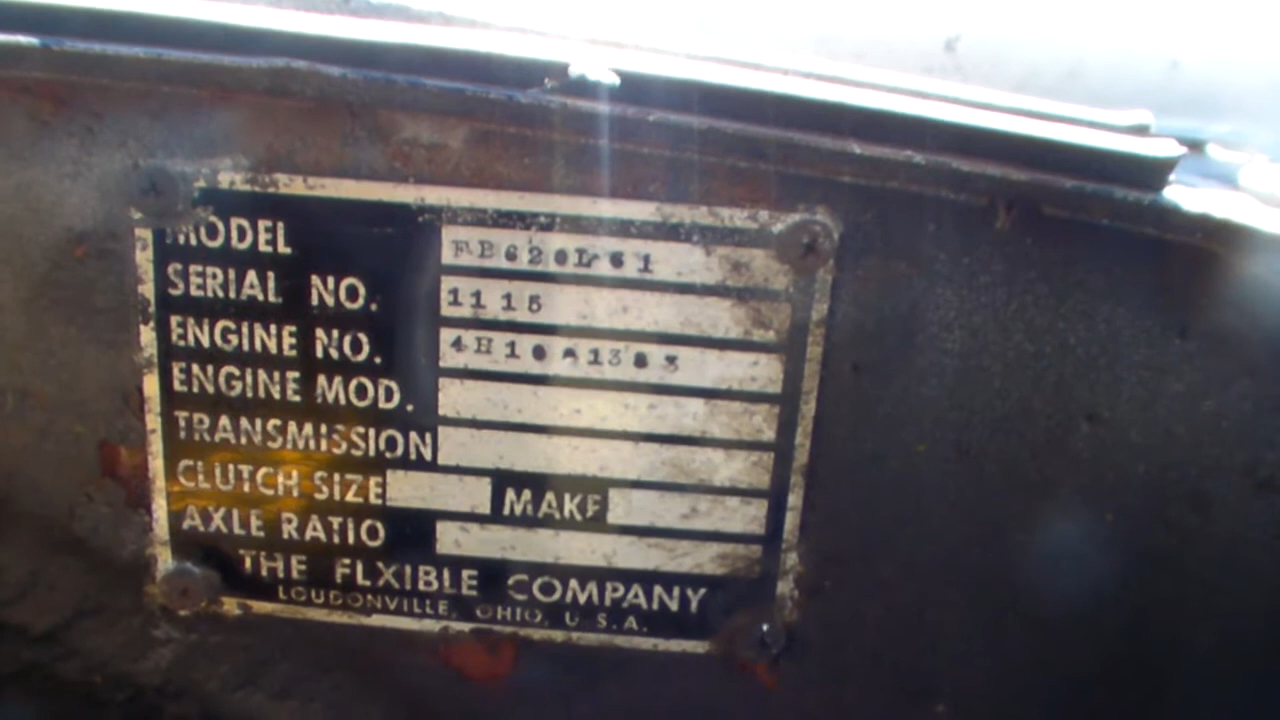 MODEL
SERIAL NO. 1115
ENGINE NO.
ENGINE MOD.
TRANSMISSION
CLUTCH SIZE MAKE
AXLE RATIO
THE FLXIBLE COMPANY
LOUDONVILLE, OHIO, U.S.A.